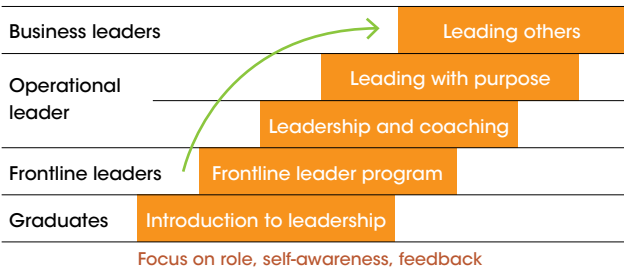 Business leaders
Leading others
Operational
leader
Leading with purpose
Leadership and coaching
Frontline leaders
Frontline leader program
Graduates
Introduction to leadership
Focus on role, self-awareness, feedback